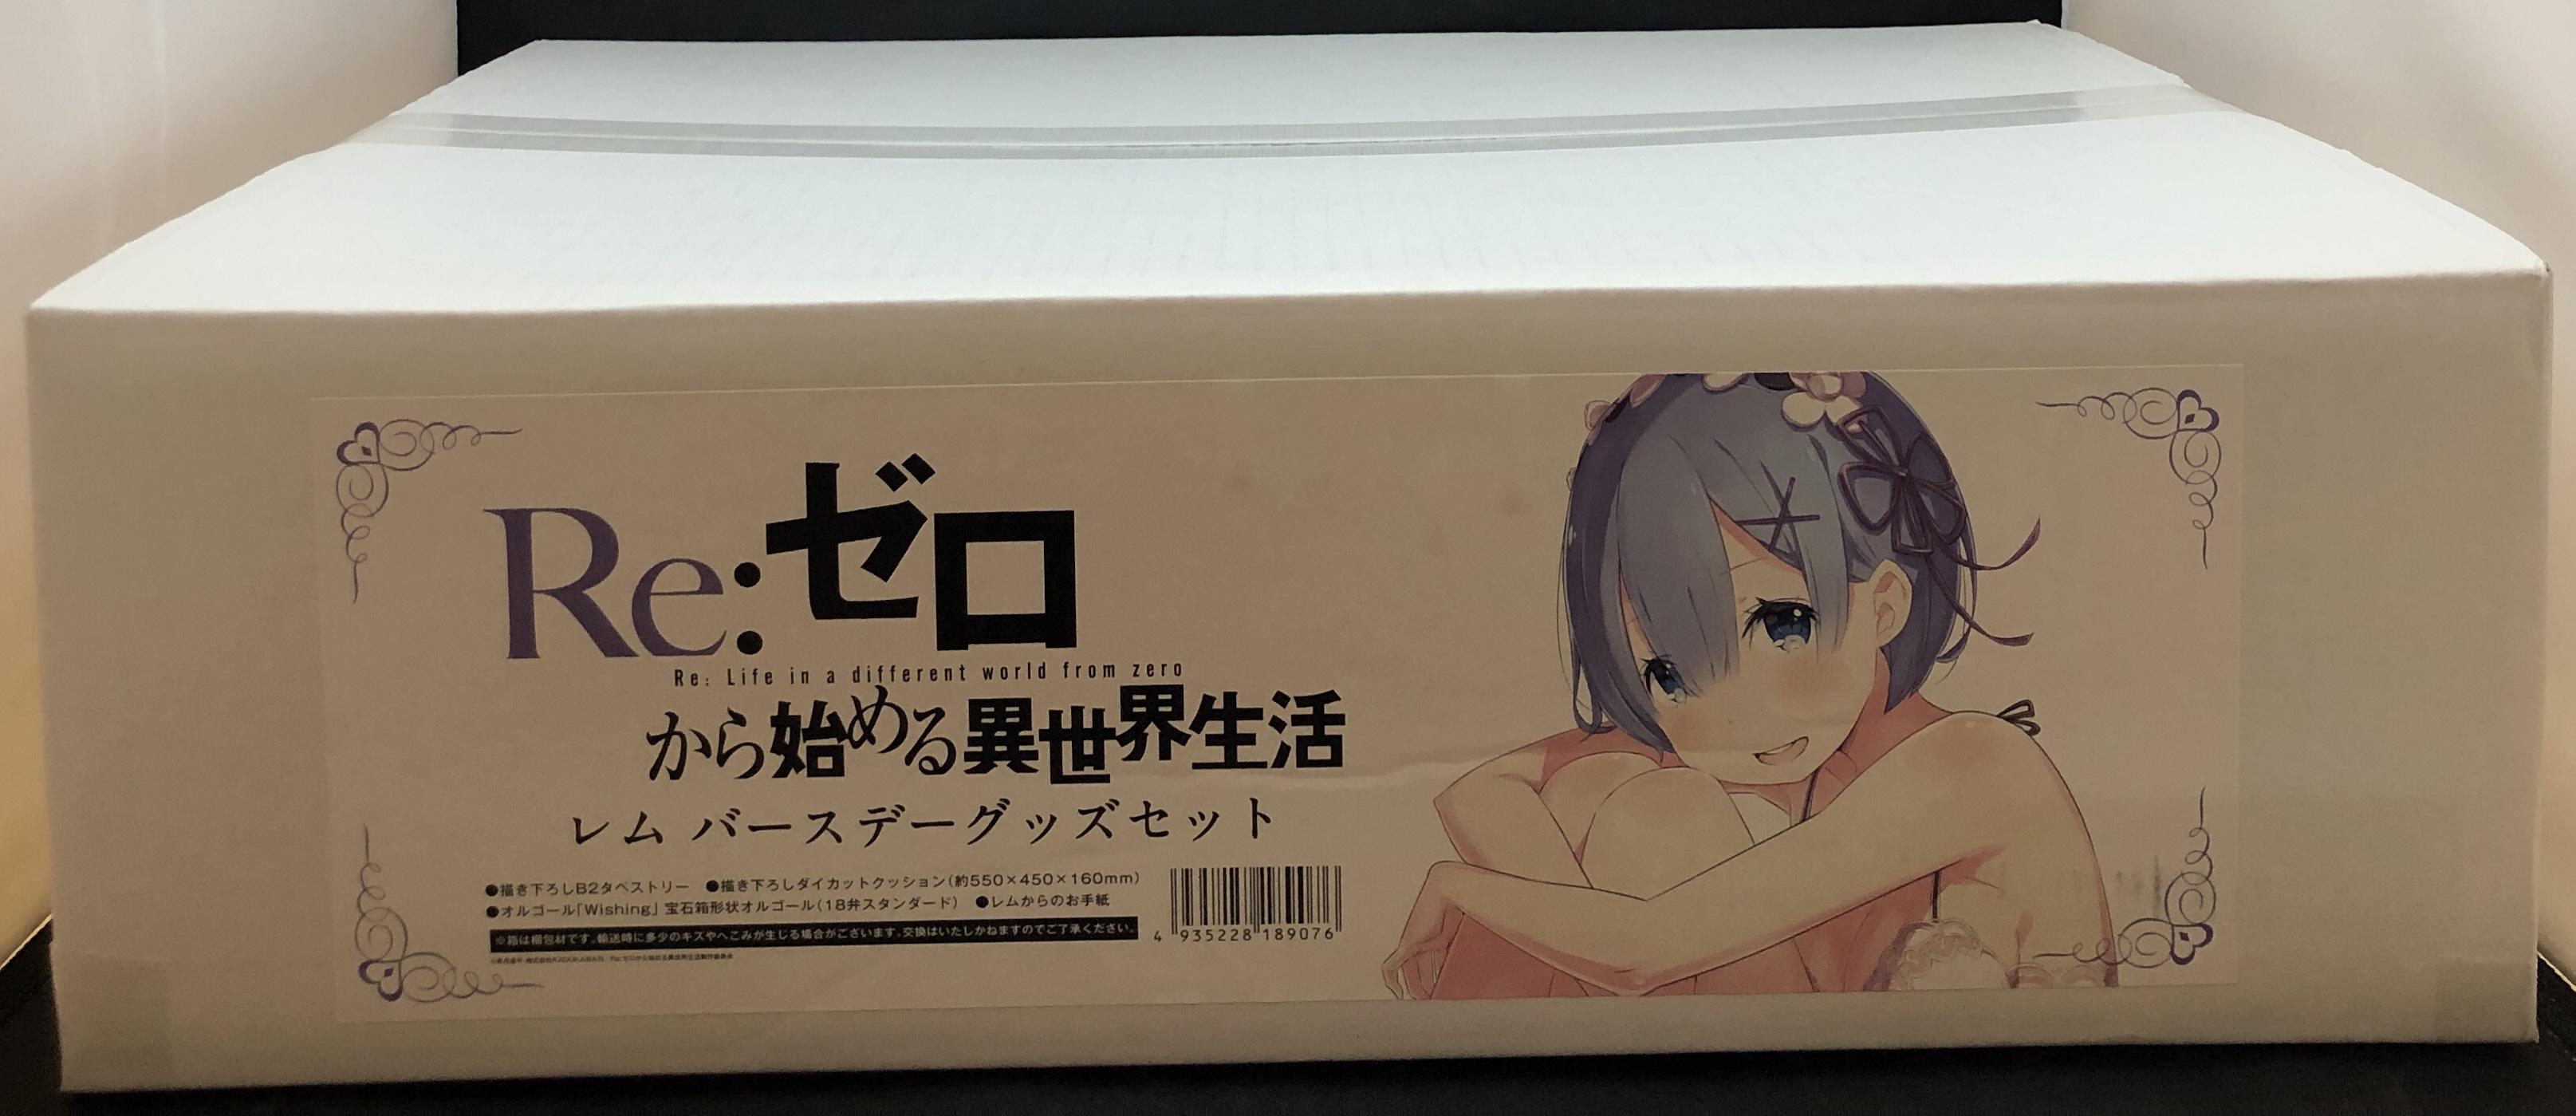 Re:ゼロ
Re: Life in a different world from zero
から始める異世界生活
レム バースデーグッズセット
●描き下ろしB2タペストリー ●描き下ろしダイカットクッション(約550×450×160mm)
●オルゴール「Wishing」宝石箱形状オルゴール(18弁スタンダード) ●レムからのお手紙
※箱は梱包材です。輸送時に多少のキズやへこみが生じる場合がございます。交換はいたしかねますのでご了承ください。
4 935228 189076